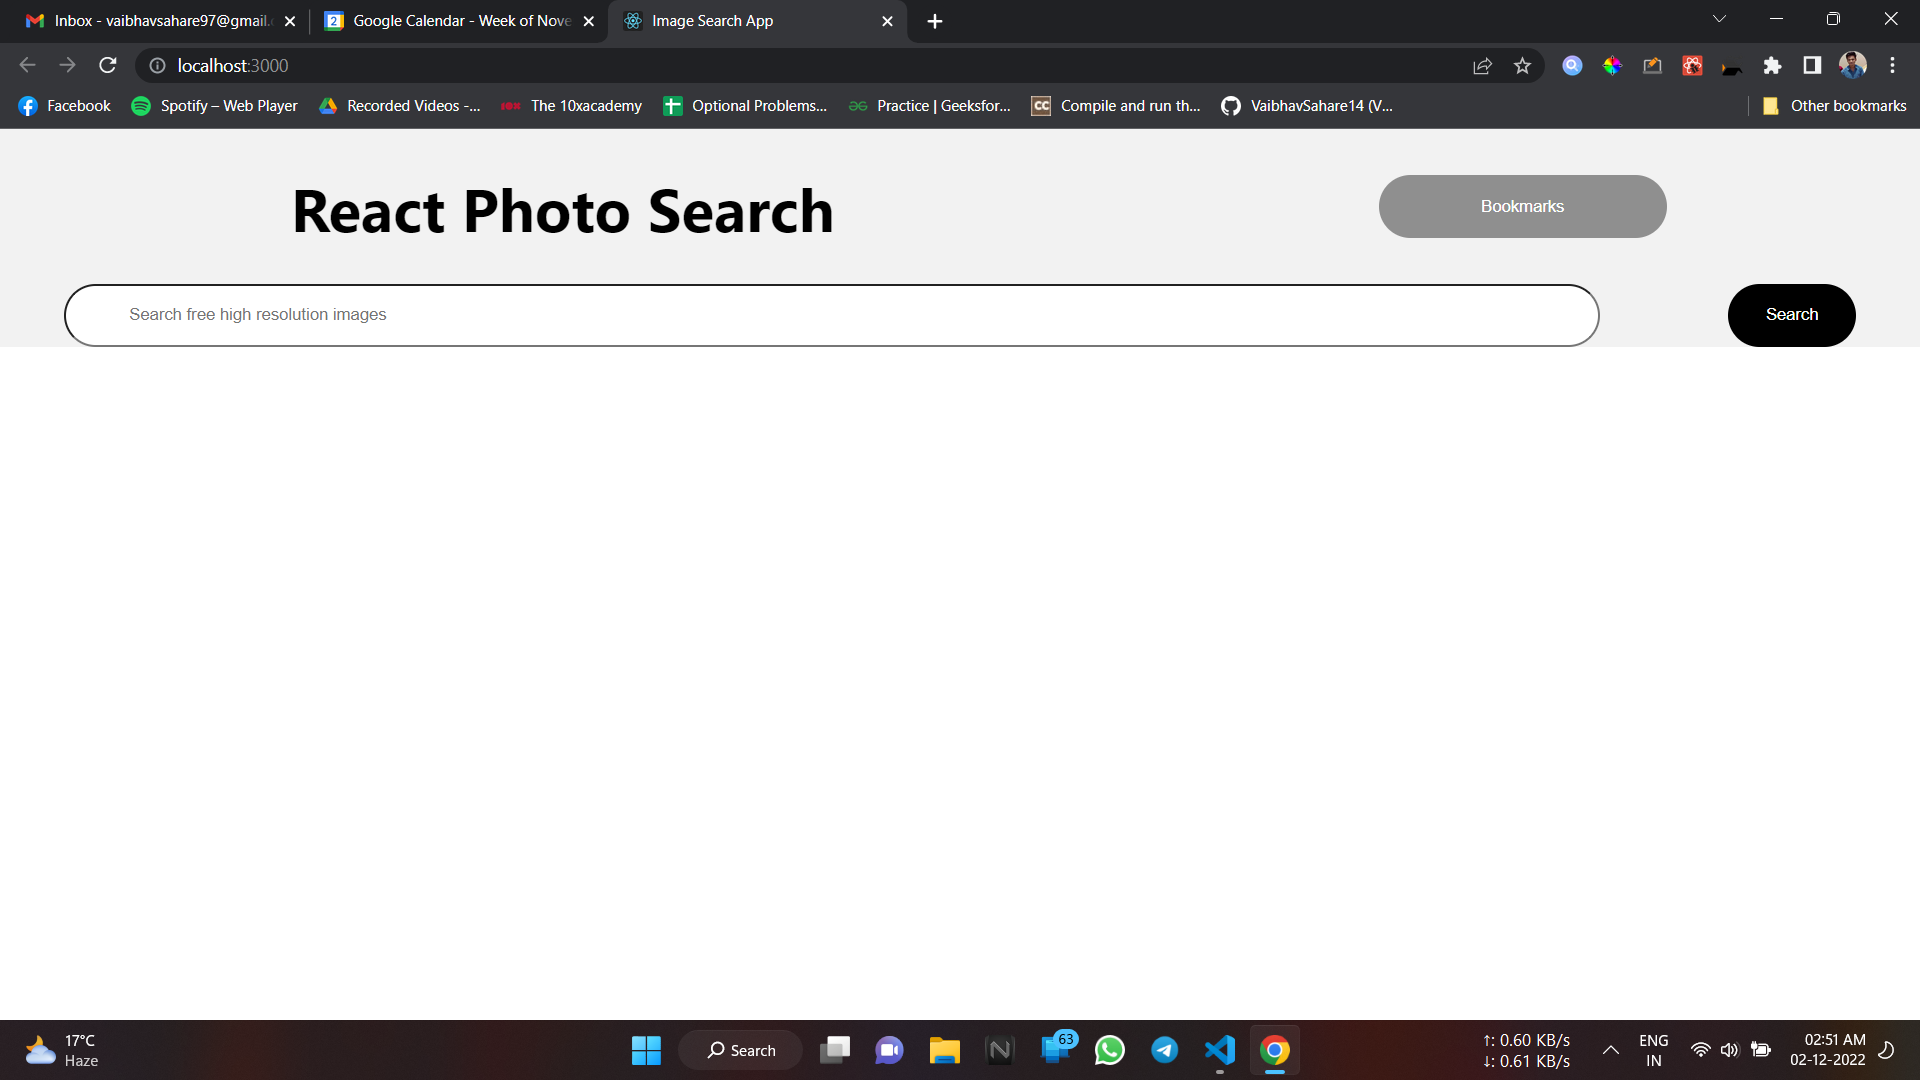 Inbox - vaibhavsahare97@gmail.
Google Calendar - Week of Nove
Image Search App
localhost:3000
Facebook
Spotify – Web Player
Recorded Videos -...
The 10xacademy
Optional Problems...
Practice | Geeksfor...
CC
Compile and run th...
VaibhavSahare14 (V...
Other bookmarks
React Photo Search
Bookmarks
Search free high resolution images
Search
17°C
Haze
Search
63
↑: 0.60 KB/s
↓: 0.61 KB/s
ENG
IN
02:51 AM
02-12-2022